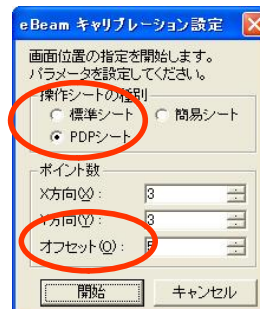 eBeam キャリブレーション設定
画面位置の指定を開始します。
パラメータを設定してください。
操作シートの種別
標準シート 簡易シート
PDPシート
ポイント数
X方向(X): 3
Y方向(Y): 3
オフセット(O):
開始 キャンセル